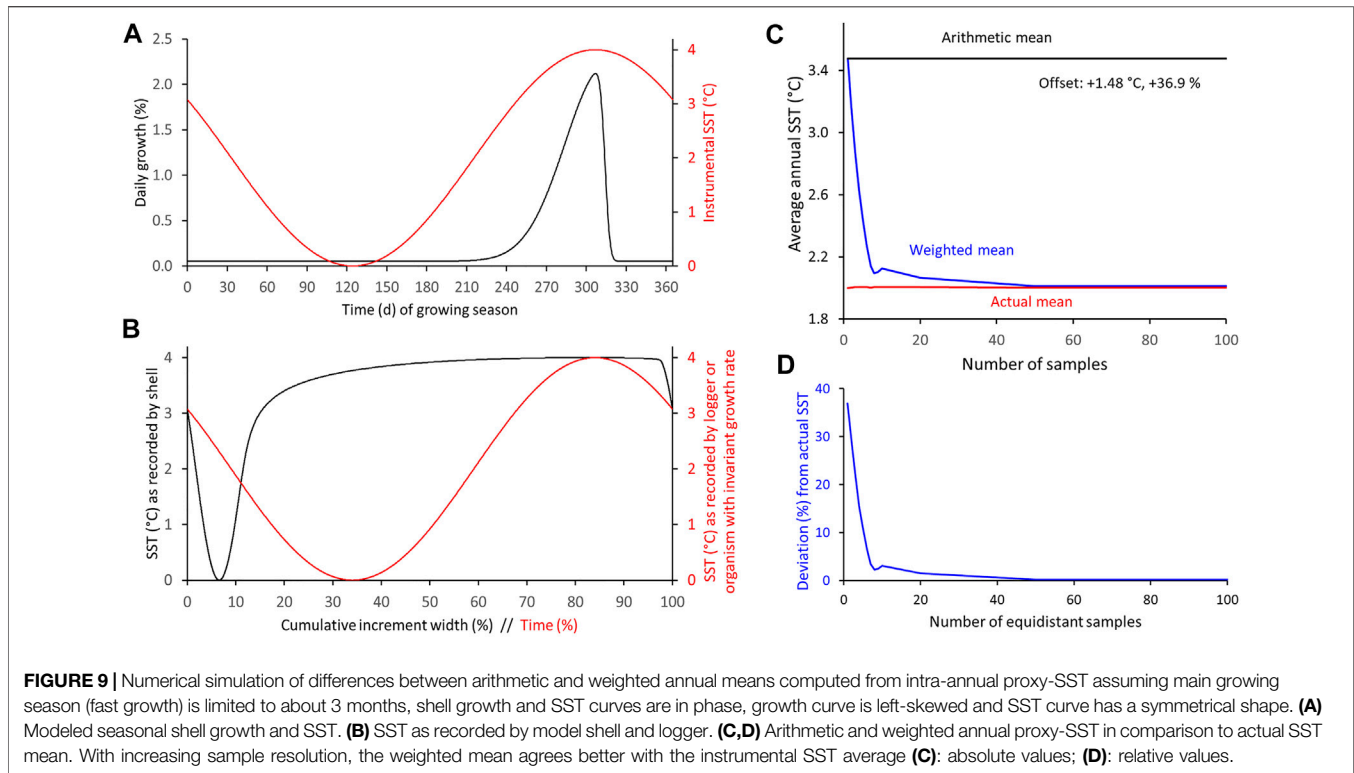 A
Daily growth (%)
2.5
2.0
1.5
1.0
0.5
0.0
0 30 60 90 120 150 180 210 240 270 300 330 360
Time (d) of growing season
4
3
2
1
0
Instrumental SST (°C)
B
SST (°C) as recorded by shell
4
3
2
1
0
0 10 20 30 40 50 60 70 80 90 100
Cumulative increment width (%) // Time (%)
4
3
2
1
0
SST (°C) as recorded by logger or
organism with invariant growth rate
C
Average annual SST (°C)
3.4
3.0
2.6
2.2
1.8
Arithmetic mean
Offset: +1.48 °C, +36.9 %
Weighted mean
Actual mean
0 20 40 60 80 100
Number of samples
D
Deviation (%) from actual SST
40
30
20
10
0
0 20 40 60 80 100
Number of equidistant samples
FIGURE 9 | Numerical simulation of differences between arithmetic and weighted annual means computed from intra-annual proxy-SST assuming main growing
season (fast growth) is limited to about 3 months, shell growth and SST curves are in phase, growth curve is left-skewed and SST curve has a symmetrical shape. (A)
Modeled seasonal shell growth and SST. (B) SST as recorded by model shell and logger. (C,D) Arithmetic and weighted annual proxy-SST in comparison to actual SST
mean. With increasing sample resolution, the weighted mean agrees better with the instrumental SST average (C): absolute values; (D): relative values.